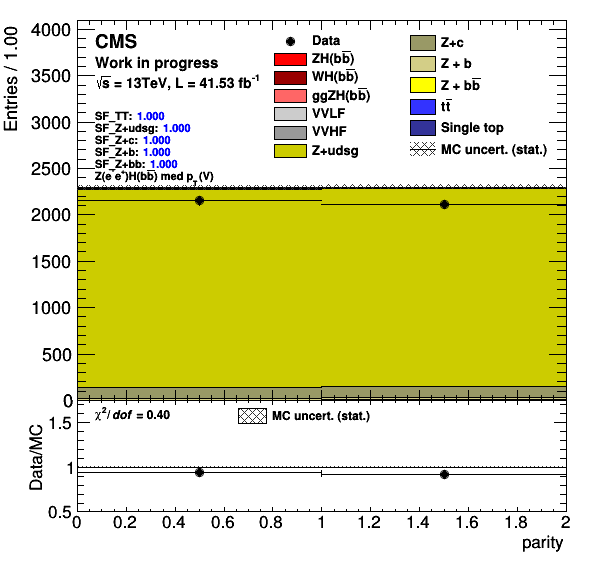 Entries / 1.00
4000
3500
3000
2500
2000
1500
1000
500
0
CMS
Work in progress
√s = 13TeV, L = 41.53 fb⁻¹
SF_TT: 1.000
SF_Z+udsg: 1.000
SF_Z+c: 1.000
SF_Z+b: 1.000
SF_Z+bb: 1.000
Z(e⁻e⁺)H(bb̅) med p_T(V)
Data
ZH(bb̅)
WH(bb̅)
ggZH(bb̅)
VVLF
VVHF
Z+udsg
Z+c
Z + b
Z + bb̅
tt̅
Single top
MC uncert. (stat.)
Data/MC
1.5
1
0.5
χ²/dof = 0.40
MC uncert. (stat.)
0 0.2 0.4 0.6 0.8 1 1.2 1.4 1.6 1.8 2
parity